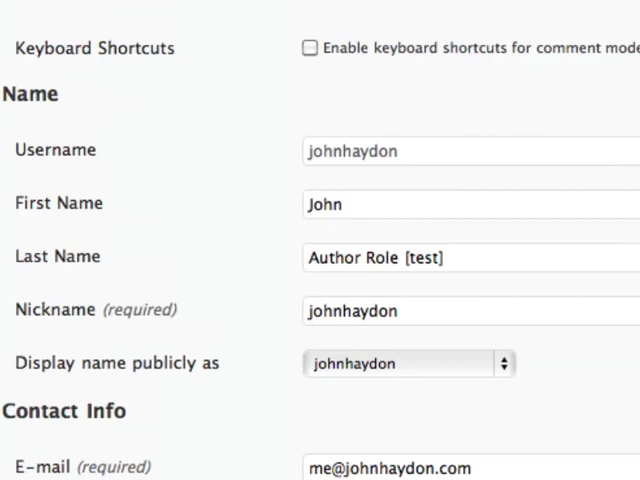 Keyboard Shortcuts
Enable keyboard shortcuts for comment mode
Name
Username johnhaydon
First Name John
Last Name Author Role [test]
Nickname (required) johnhaydon
Display name publicly as johnhaydon
Contact Info
E-mail (required) me@johnhaydon.com